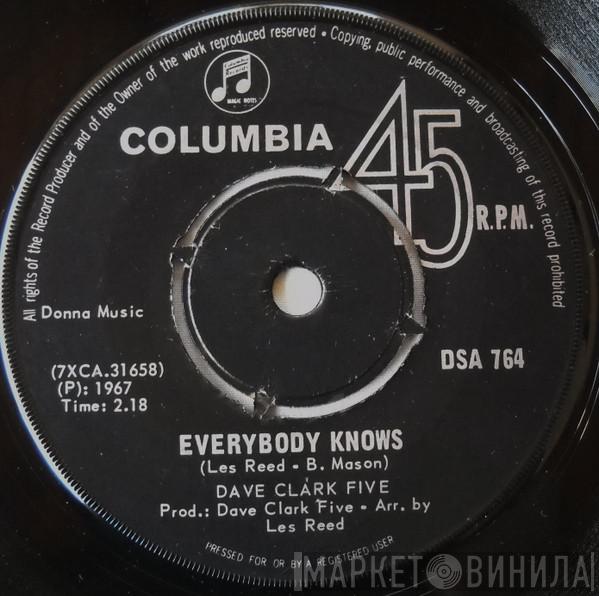 All rights of the Record Producer and of the Owner of the work reproduced reserved • Copying, public performance and broadcasting of this record prohibited
Columbia Records
MAGIC NOTES
COLUMBIA
45
R.P.M.
Donna Music
(7XCA.31658)
(P): 1967
Time: 2.18
DSA 764
EVERYBODY KNOWS
(Les Reed - B. Mason)
DAVE CLARK FIVE
Prod.: Dave Clark Five - Arr. by
Les Reed
PRESSED FOR OR BY A REGISTERED USER
МАРКЕТ ВИНИЛА